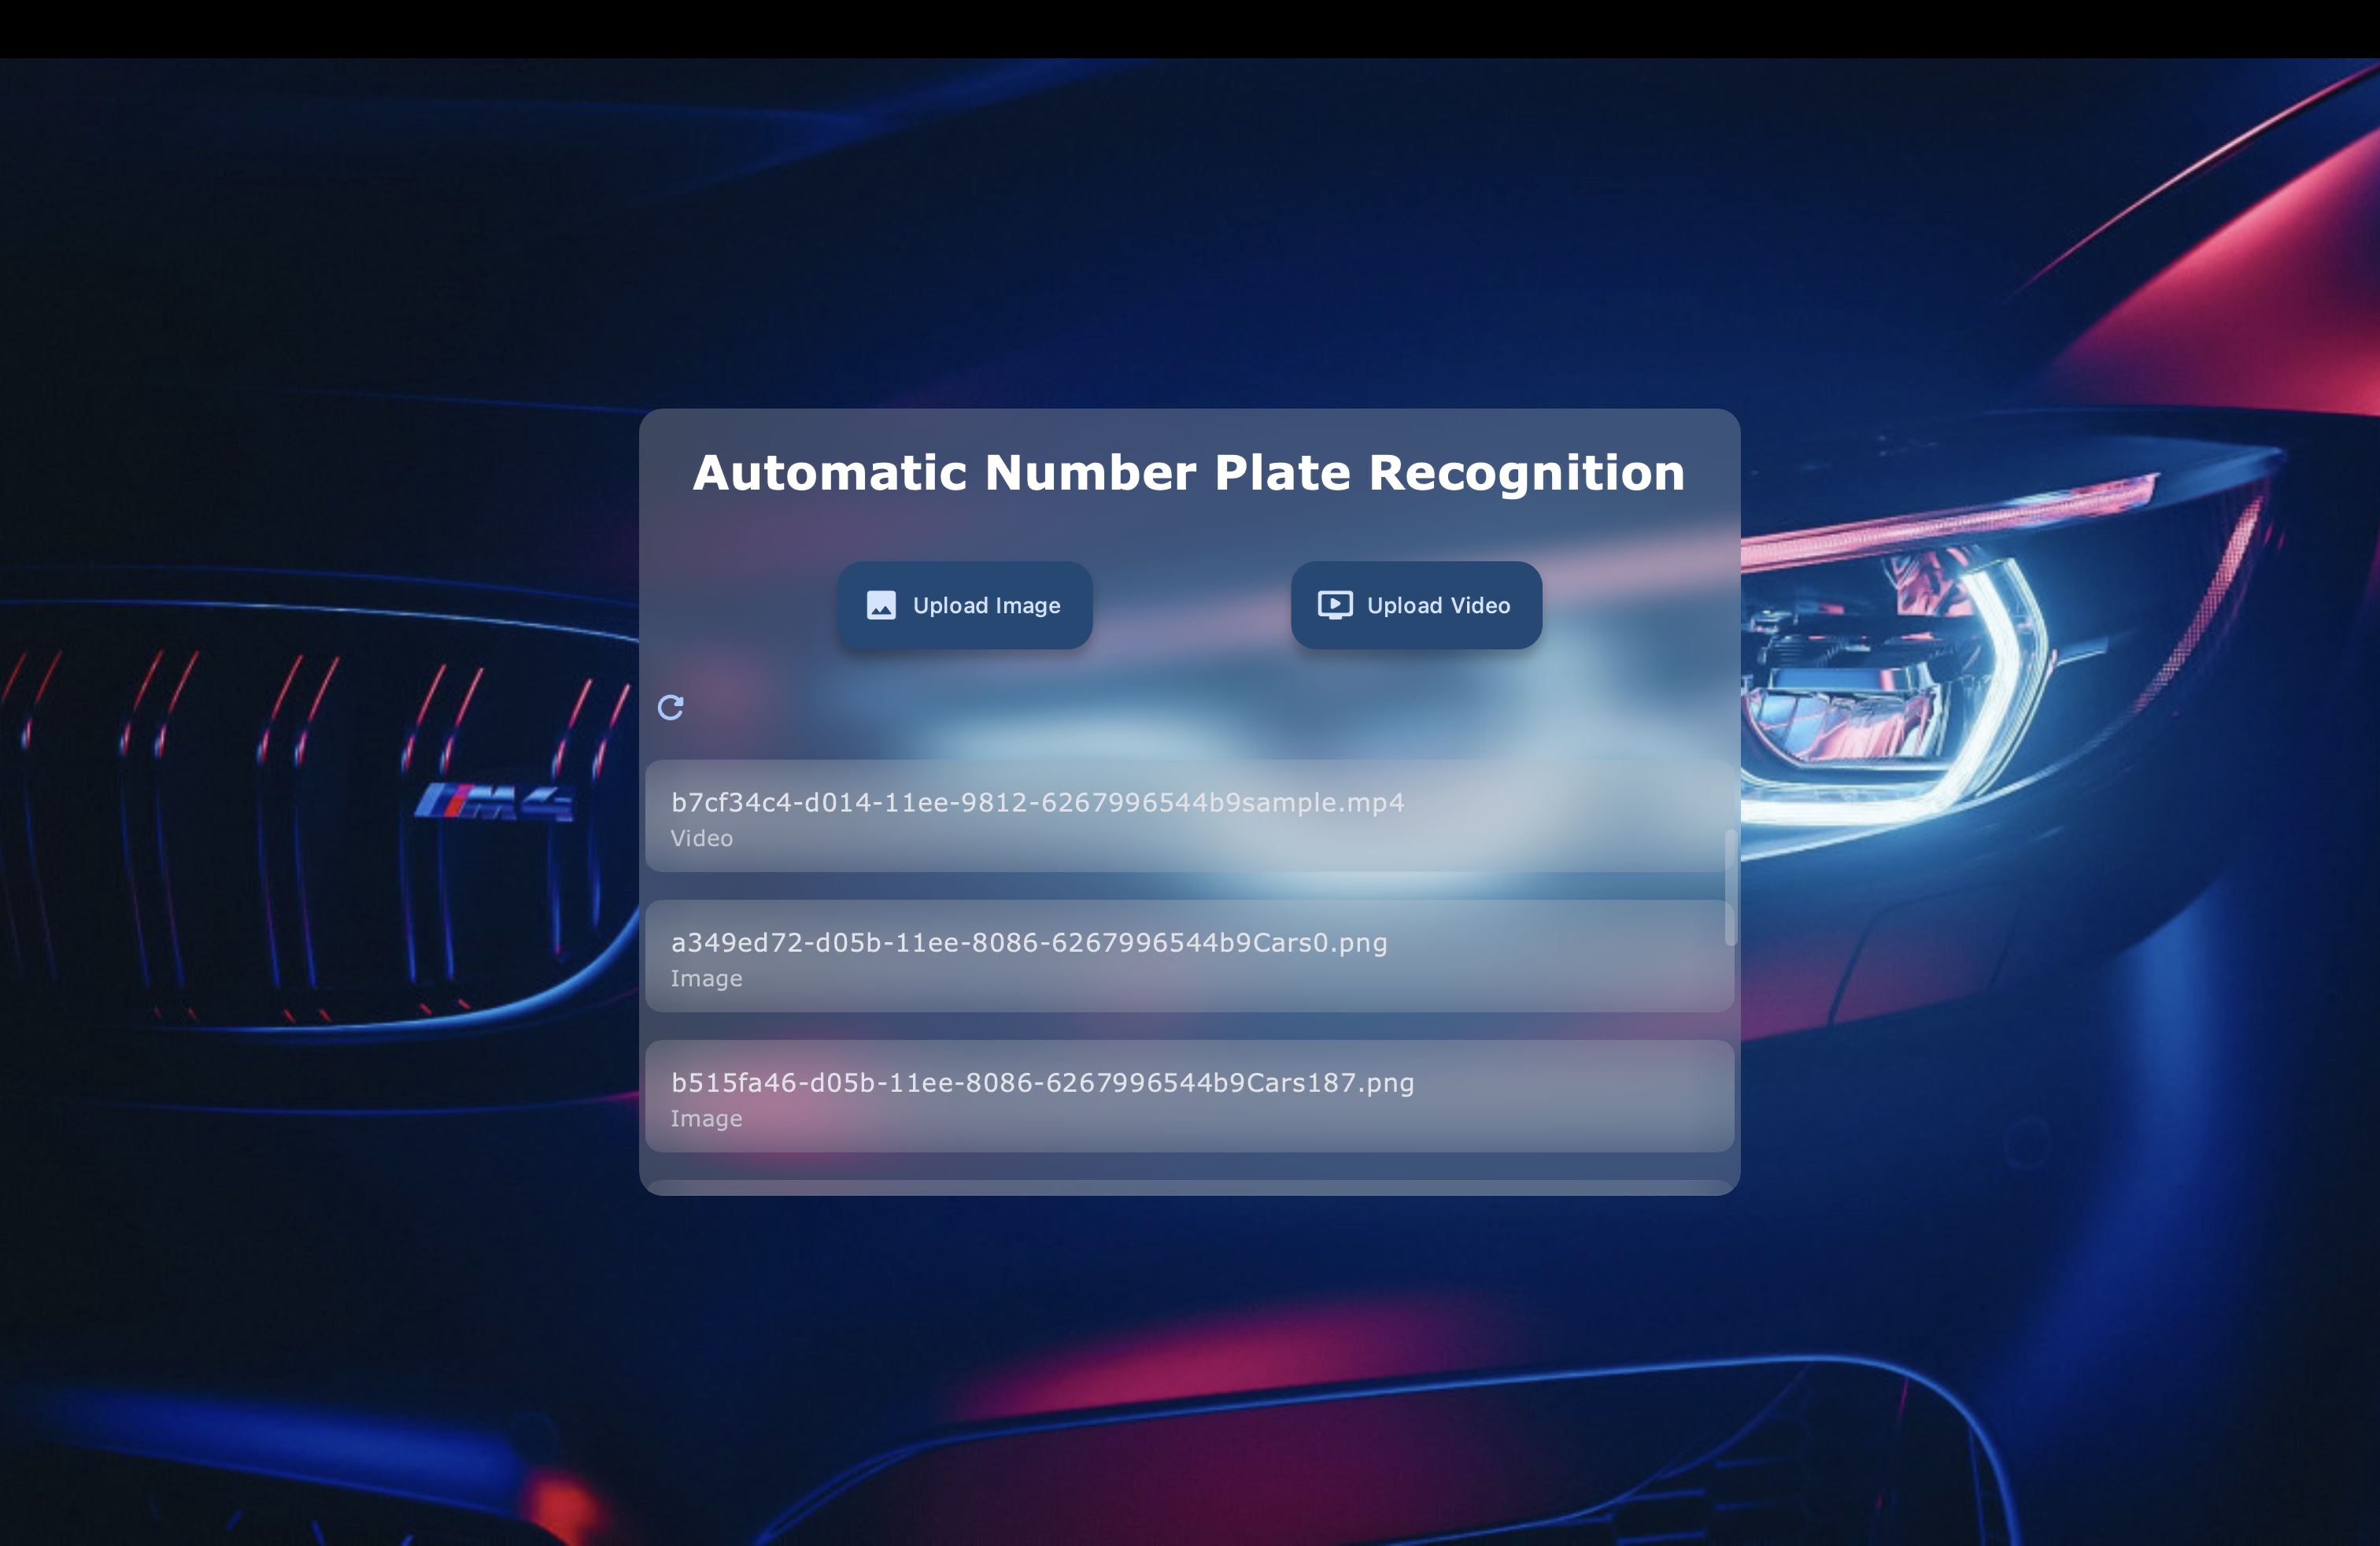 Automatic Number Plate Recognition
Upload Image
Upload Video
M4
b7cf34c4-d014-11ee-9812-6267996544b9sample.mp4
Video
a349ed72-d05b-11ee-8086-6267996544b9Cars0.png
Image
b515fa46-d05b-11ee-8086-6267996544b9Cars187.png
Image